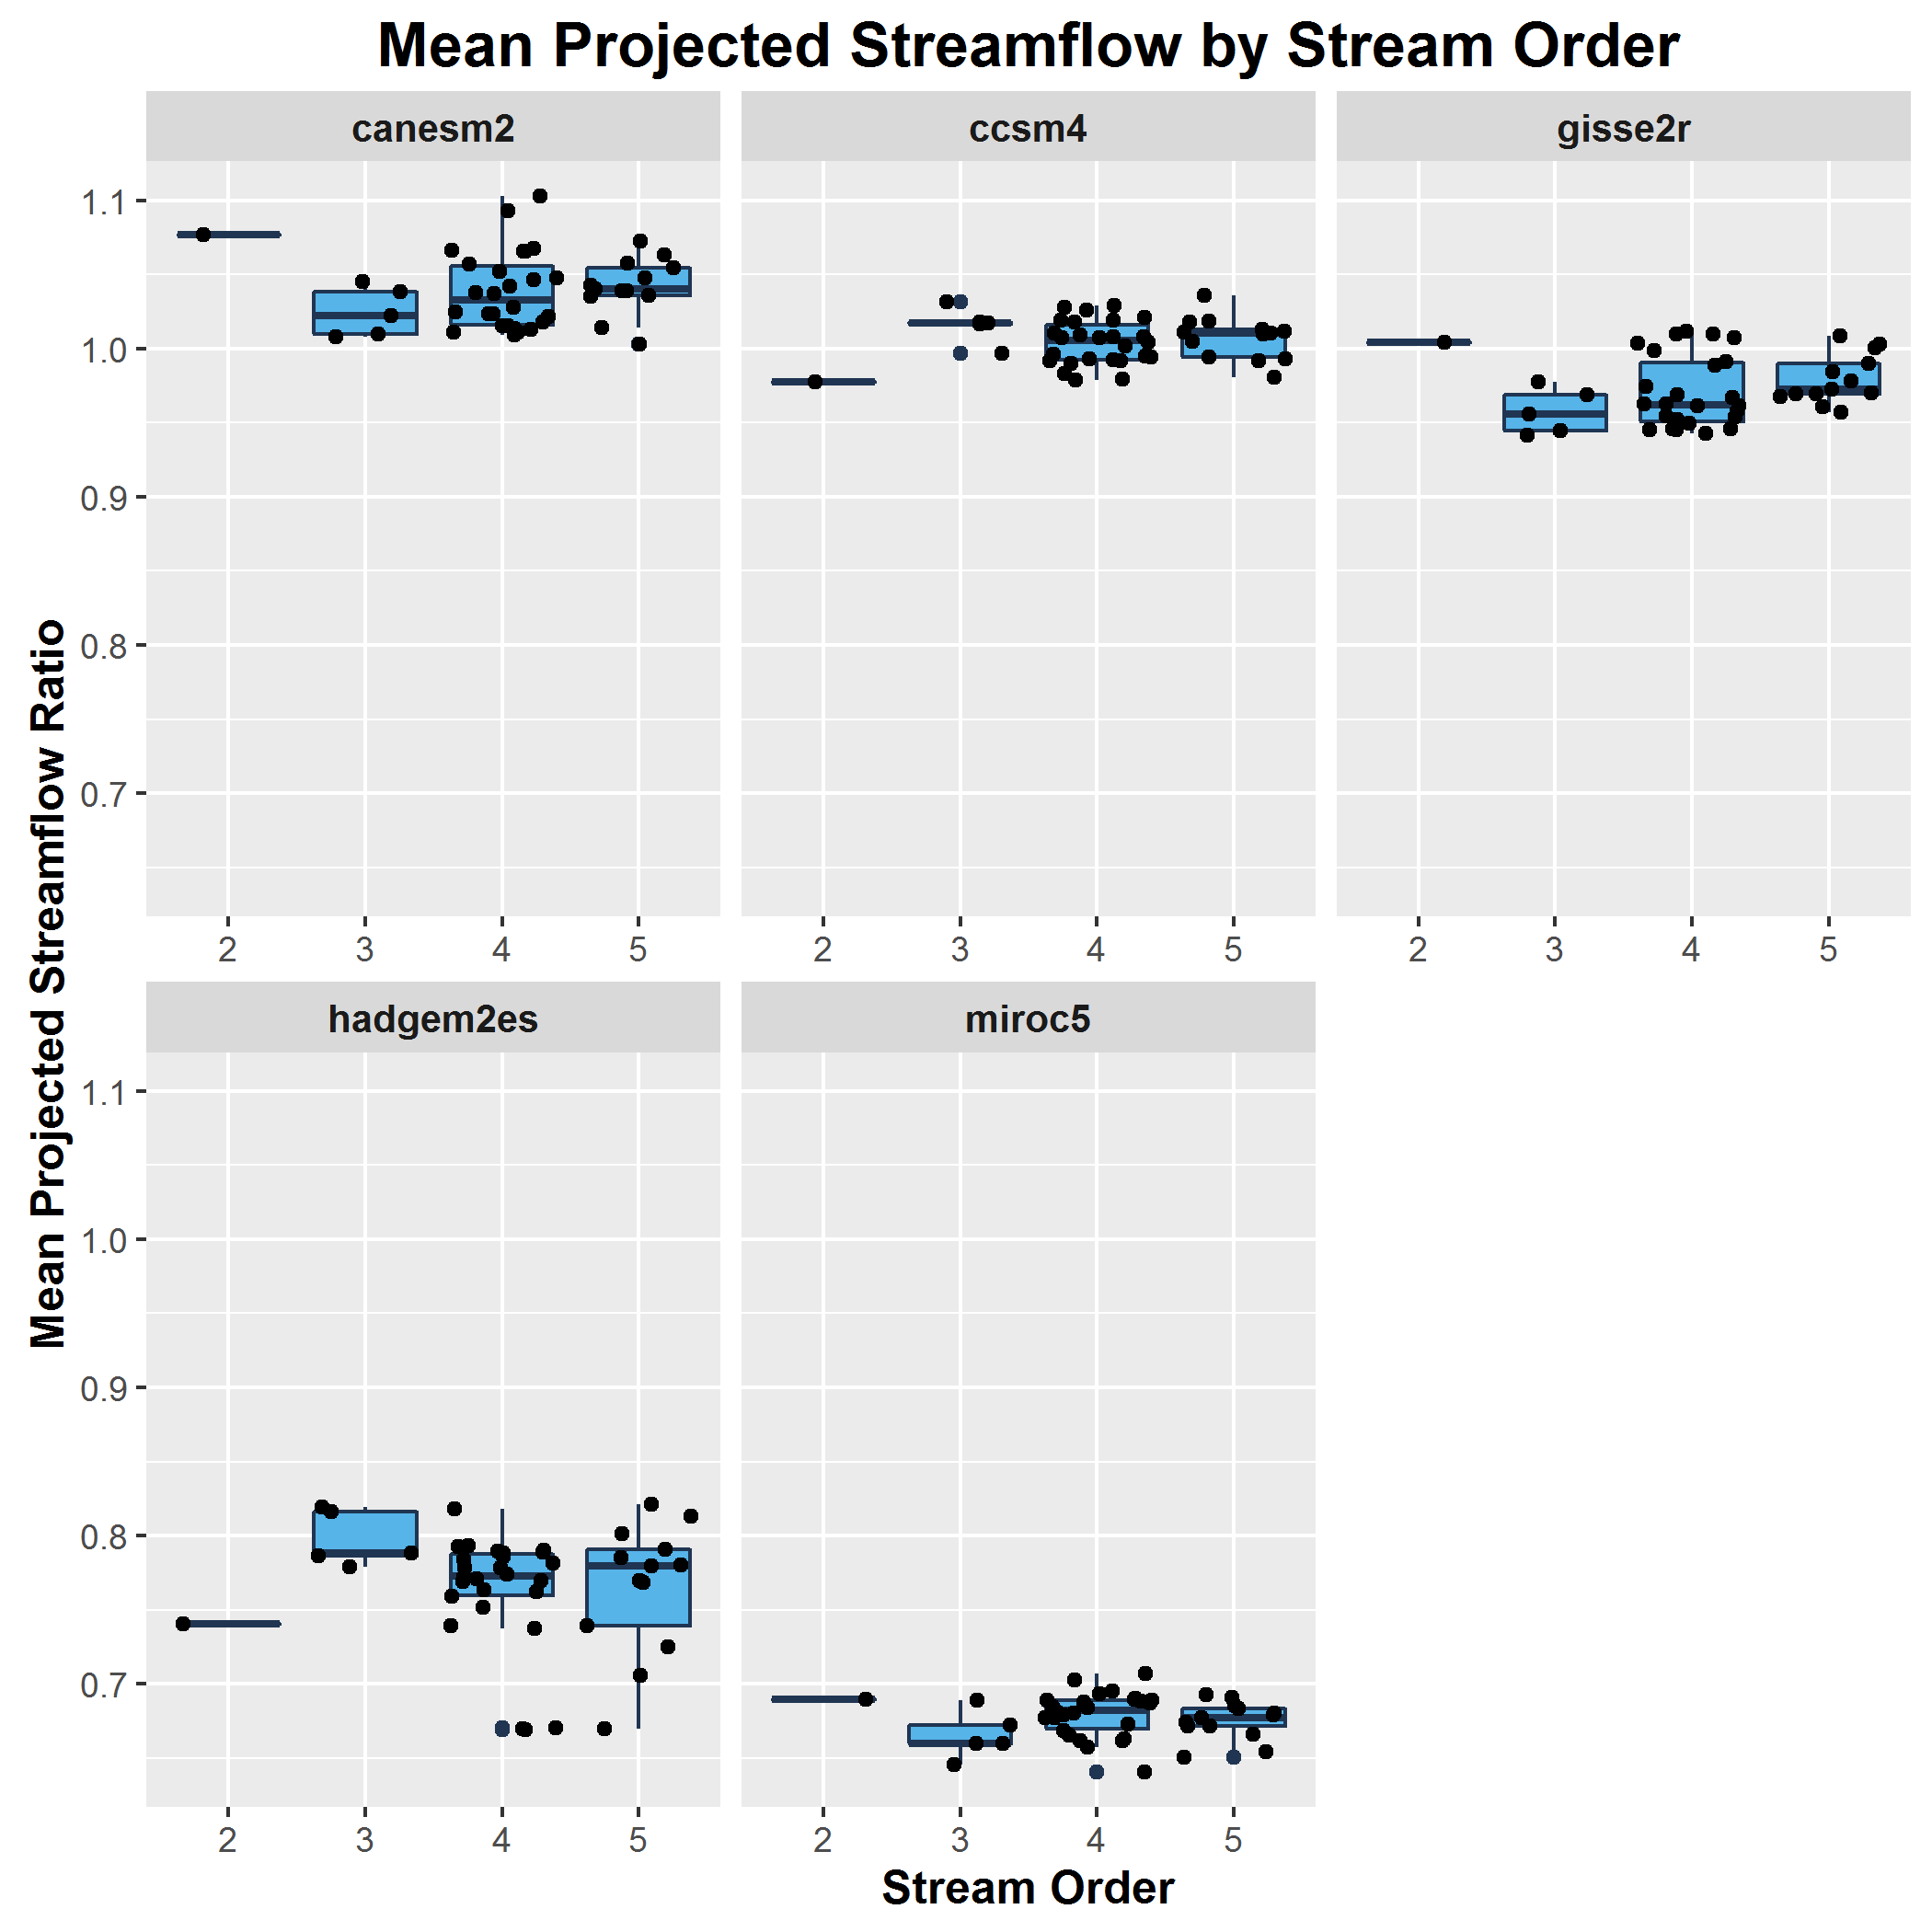 Mean Projected Streamflow by Stream Order
canesm2 ccsm4 gisse2r
1.1
1.0
0.9
0.8
0.7
2 3 4 5 2 3 4 5 2 3 4 5
Mean Projected Streamflow Ratio
hadgem2es miroc5
1.1
1.0
0.9
0.8
0.7
2 3 4 5 2 3 4 5
Stream Order